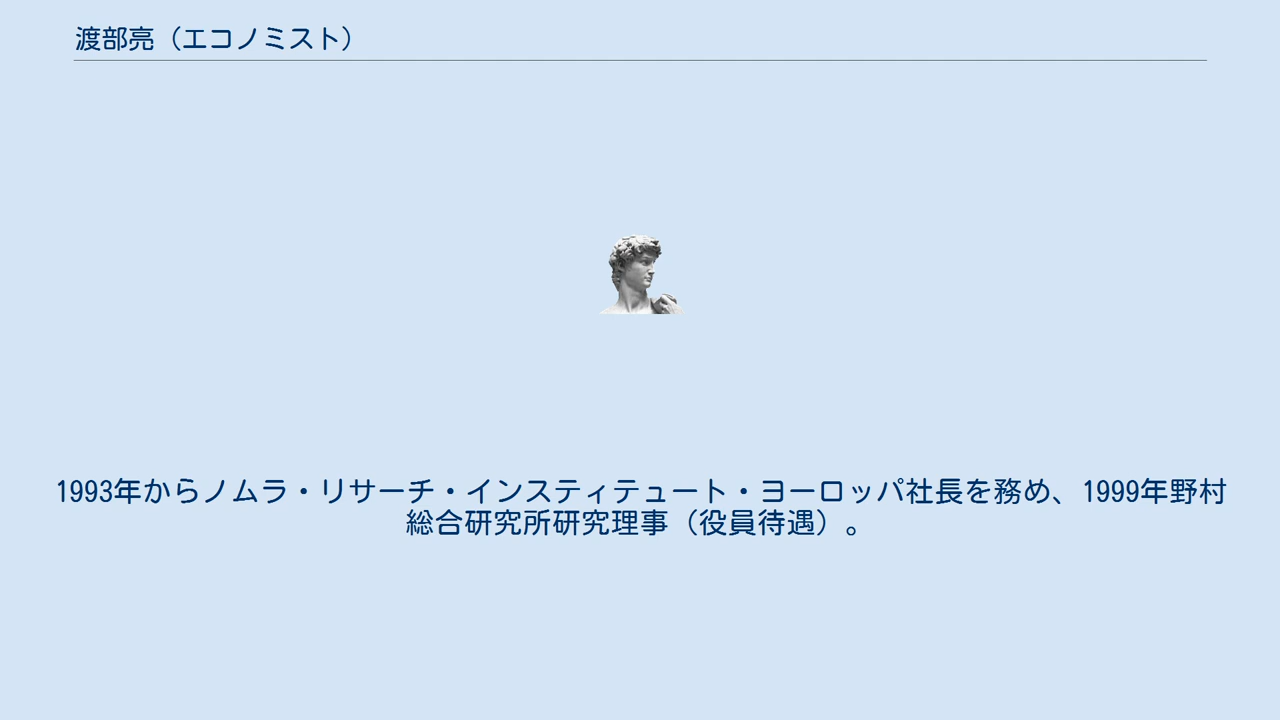 渡部亮（エコノミスト）
1993年からノムラ・リサーチ・インスティテュート・ヨーロッパ社長を務め、1999年野村
総合研究所研究理事（役員待遇）。